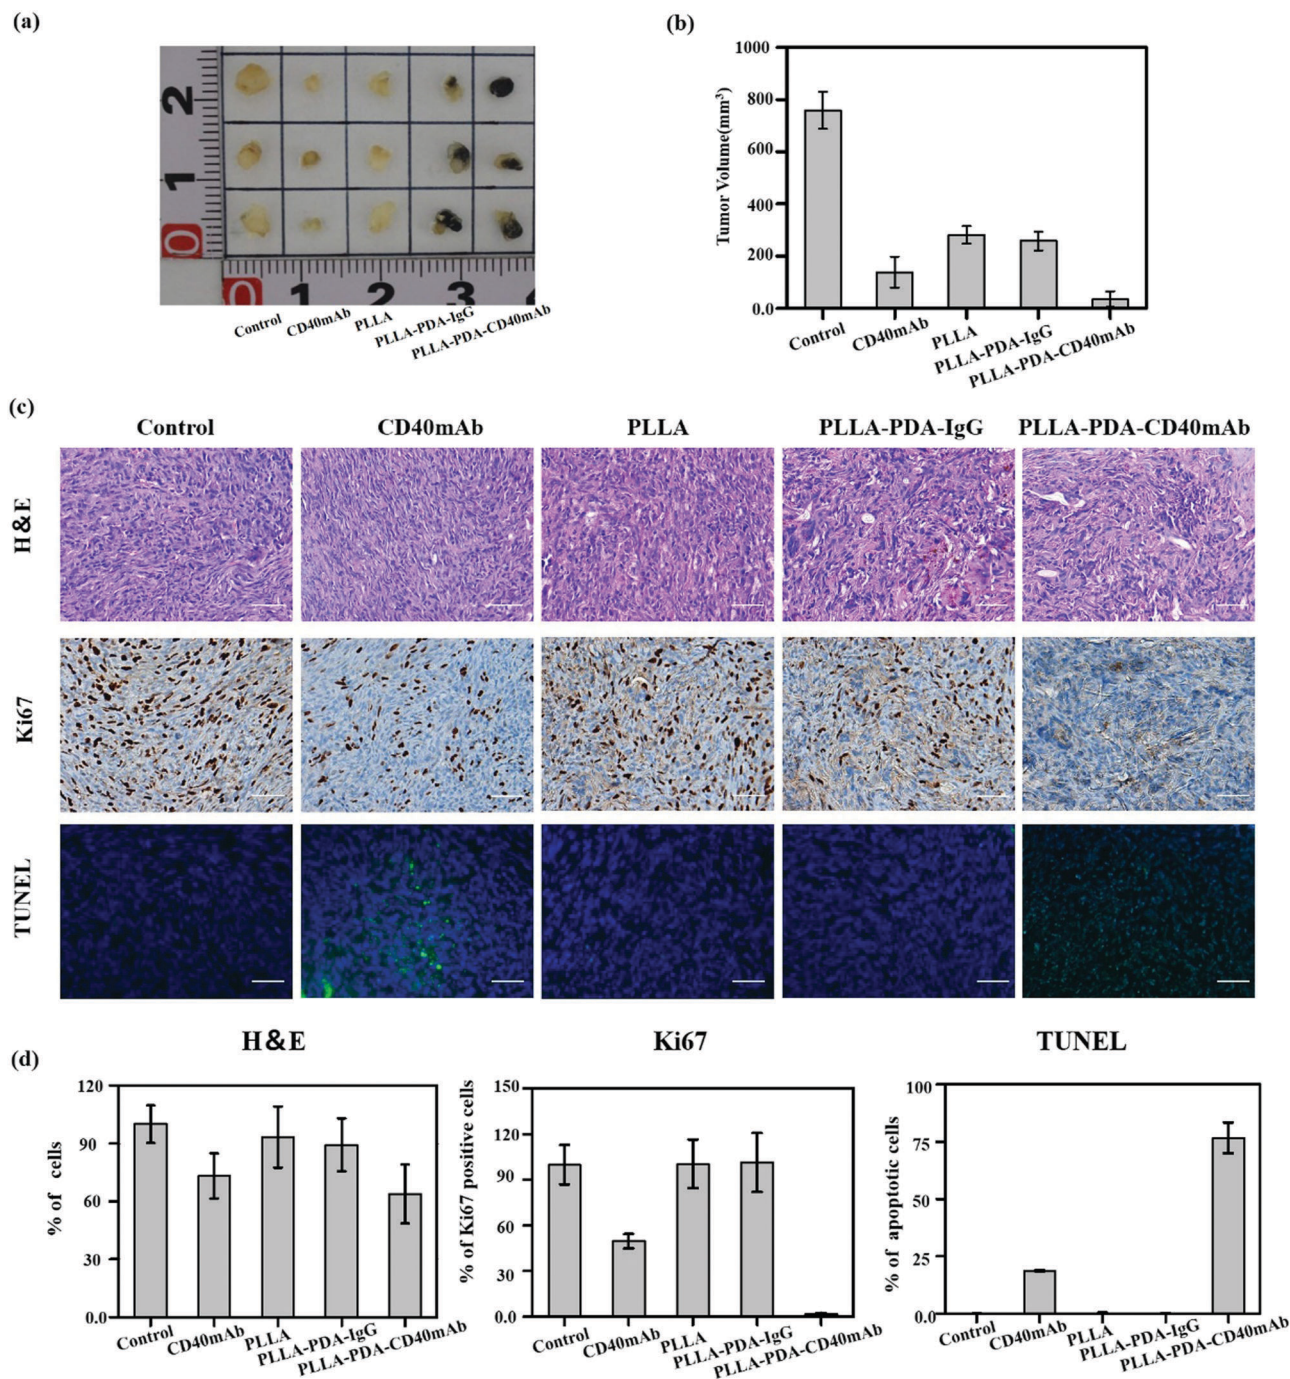 (a)
2
1
0
0
1
2
3
4
Control
CD40mAb
PLLA
PLLA-PDA-IgG
PLLA-PDA-CD40mAb
(b)
Tumor Volume(mm³)
1000
800
600
400
200
0.0
Control
CD40mAb
PLLA
PLLA-PDA-IgG
PLLA-PDA-CD40mAb
(c)
Control CD40mAb PLLA PLLA-PDA-IgG PLLA-PDA-CD40mAb
H&E
Ki67
TUNEL
(d)
H&E
% of cells
120
90
60
30
0.0
Control
CD40mAb
PLLA
PLLA-PDA-IgG
PLLA-PDA-CD40mAb
Ki67
% of Ki67 positive cells
150
120
90
60
30
0.0
Control
CD40mAb
PLLA
PLLA-PDA-IgG
PLLA-PDA-CD40mAb
TUNEL
% of apoptotic cells
100
75
50
25
0.0
Control
CD40mAb
PLLA
PLLA-PDA-IgG
PLLA-PDA-CD40mAb